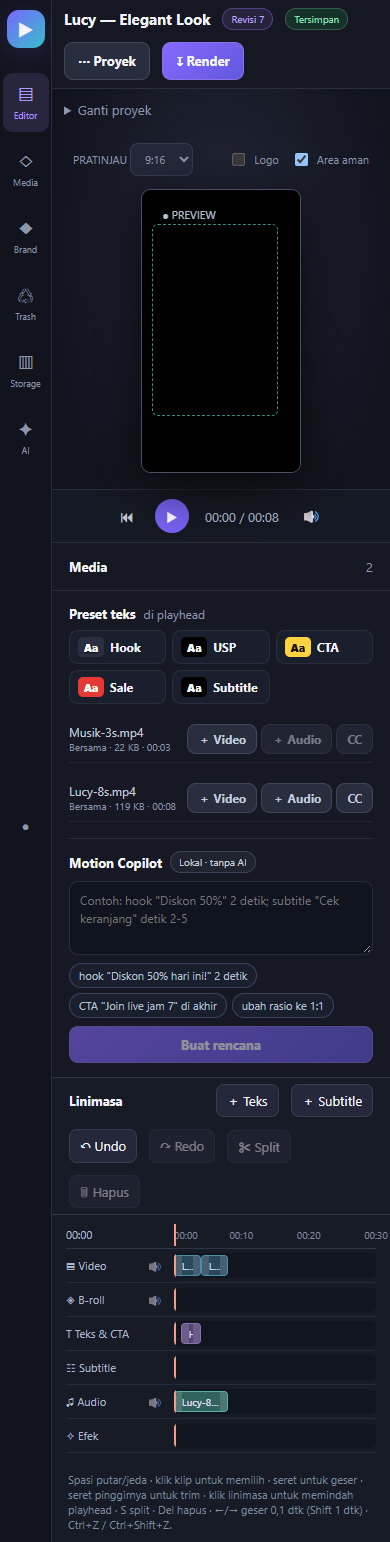 Lucy — Elegant Look Revisi 7 Tersimpan
··· Proyek ↧ Render
Editor
▶ Ganti proyek
PRATINJAU 9:16 Logo Area aman
Media
● PREVIEW
Brand
Trash
Storage
AI
00:00 / 00:08
Media 2
Preset teks di playhead
Aa Hook Aa USP Aa CTA
Aa Sale Aa Subtitle
Musik-3s.mp4
Bersama · 22 KB · 00:03
+ Video + Audio CC
Lucy-8s.mp4
Bersama · 119 KB · 00:08
+ Video + Audio CC
Motion Copilot Lokal · tanpa AI
Contoh: hook "Diskon 50%" 2 detik; subtitle "Cek
keranjang" detik 2-5
hook "Diskon 50% hari ini!" 2 detik
CTA "Join live jam 7" di akhir ubah rasio ke 1:1
Buat rencana
Linimasa + Teks + Subtitle
↶ Undo ↷ Redo ✂ Split
Hapus
00:00 00:00 00:10 00:20 00:30
Video L... L...
B-roll
T Teks & CTA
Subtitle
♫ Audio Lucy-8...
✧ Efek
Spasi putar/jeda · klik klip untuk memilih · seret untuk geser ·
seret pinggirnya untuk trim · klik linimasa untuk memindah
playhead · S split · Del hapus · ←/→ geser 0,1 dtk (Shift 1 dtk) ·
Ctrl+Z / Ctrl+Shift+Z.